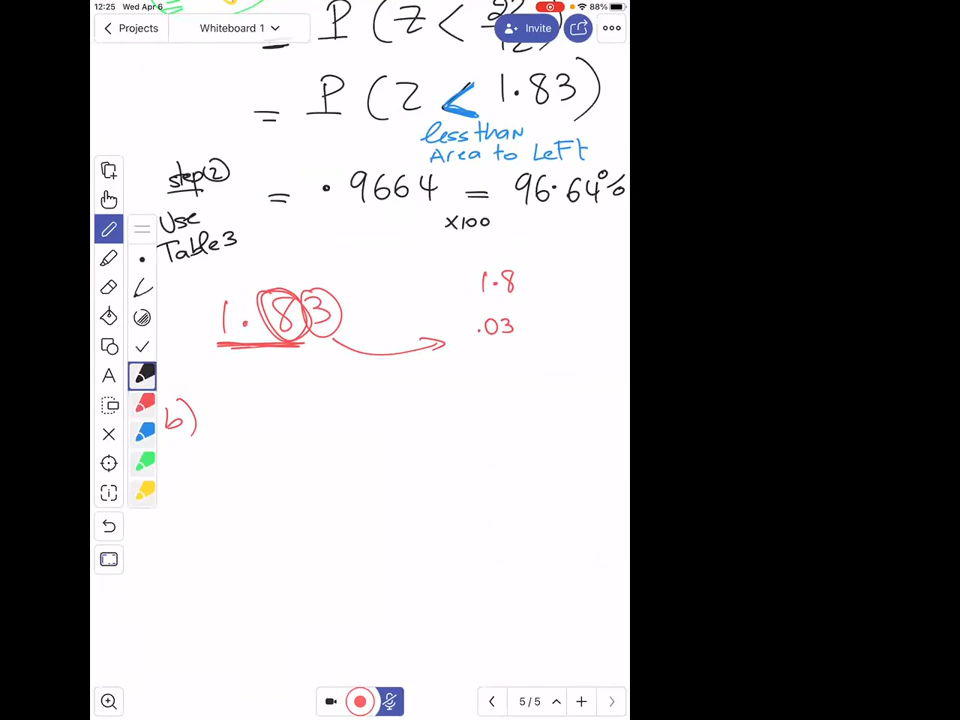 12:25 Wed Apr 6 88%
Projects Whiteboard 1 Invite
= P ( Z < 22
= P ( Z < 1.83 )
less than
Area to Left
step(2)
= .9664 = 96.64%
x100
Use
Table 3
1.8
1.83
.03
b)
A
5/5